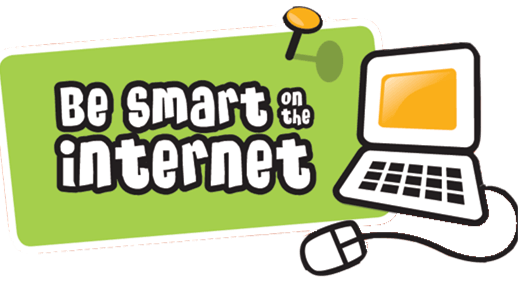 Be smart on the
internet